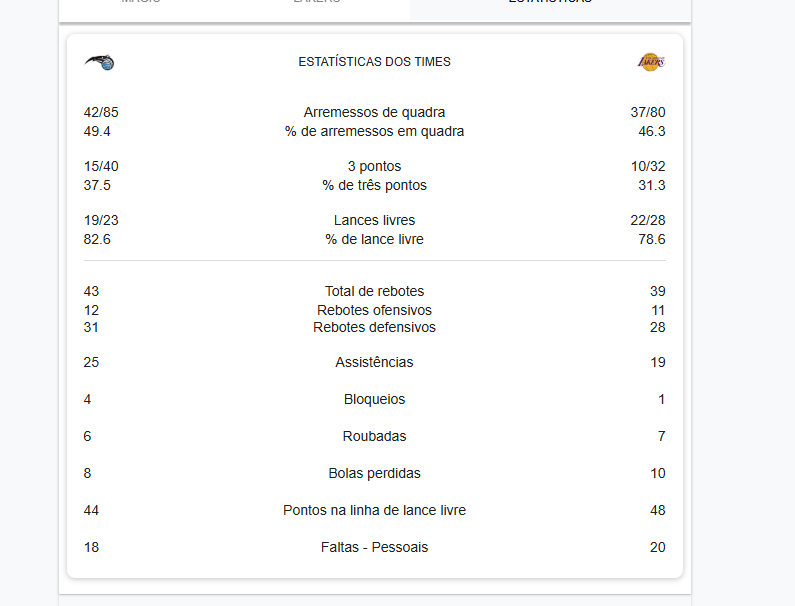 MAGIC LAKERS ESTATÍSTICAS
ESTATÍSTICAS DOS TIMES LAKERS
42/85 Arremessos de quadra 37/80
49.4 % de arremessos em quadra 46.3
15/40 3 pontos 10/32
37.5 % de três pontos 31.3
19/23 Lances livres 22/28
82.6 % de lance livre 78.6
43 Total de rebotes 39
12 Rebotes ofensivos 11
31 Rebotes defensivos 28
25 Assistências 19
4 Bloqueios 1
6 Roubadas 7
8 Bolas perdidas 10
44 Pontos na linha de lance livre 48
18 Faltas - Pessoais 20